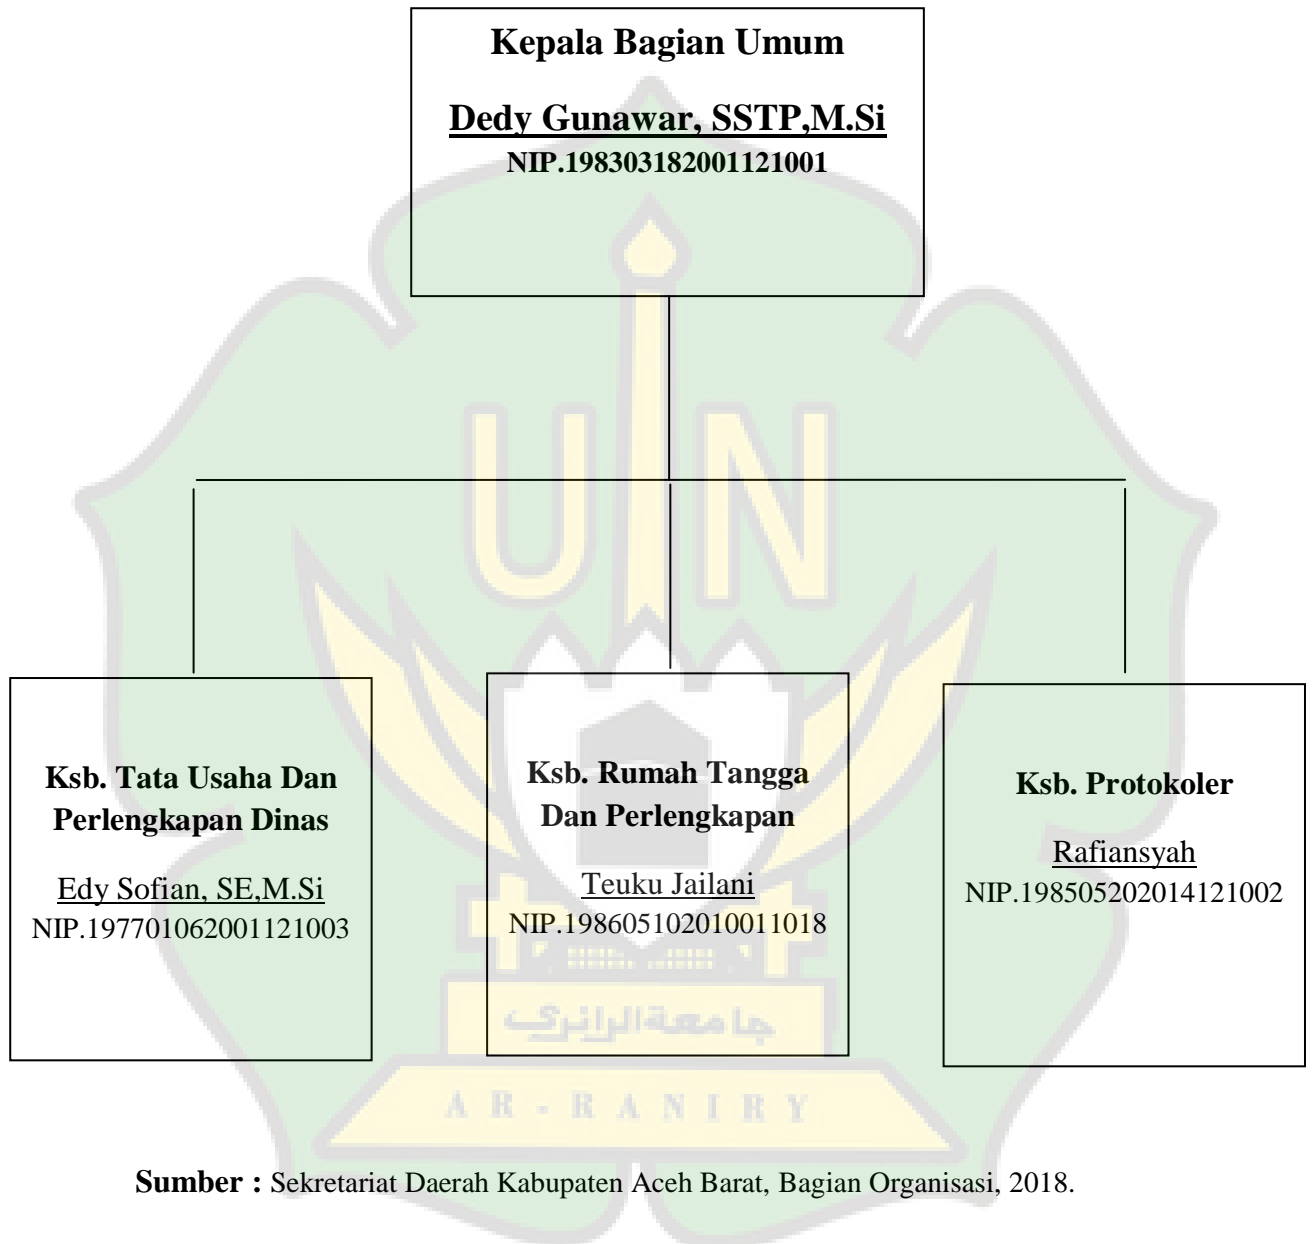 Kepala Bagian Umum
Dedy Gunawar, SSTP,M.Si
NIP.198303182001121001
UIN
Ksb. Tata Usaha Dan
Perlengkapan Dinas
Edy Sofian, SE,M.Si
NIP.197701062001121003
Ksb. Rumah Tangga
Dan Perlengkapan
Teuku Jailani
NIP.198605102010011018
Ksb. Protokoler
Rafiansyah
NIP.198505202014121002
جامعة الرانري
AR-RANIRY
Sumber : Sekretariat Daerah Kabupaten Aceh Barat, Bagian Organisasi, 2018.